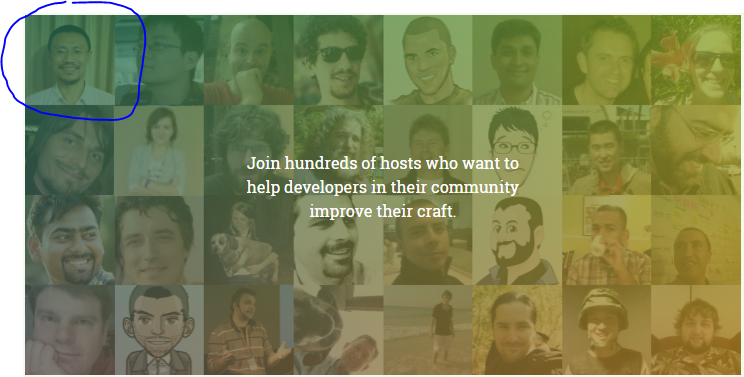 Join hundreds of hosts who want to
help developers in their community
improve their craft.